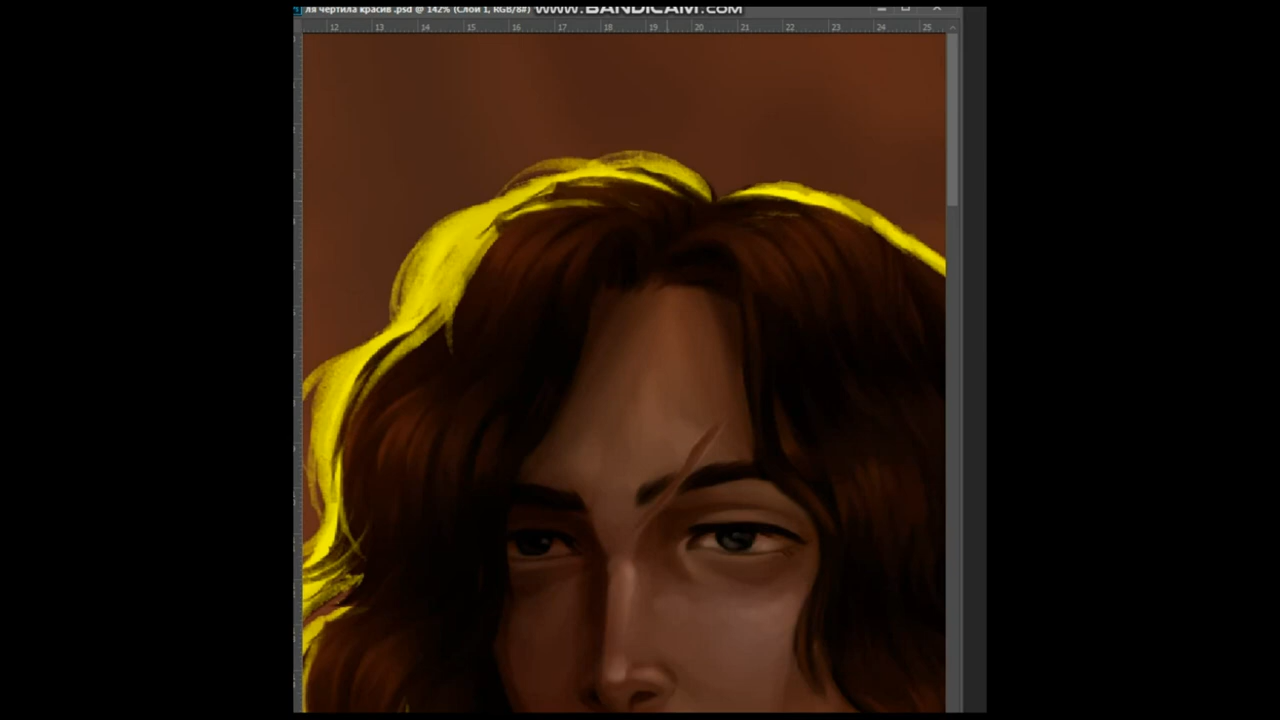 ля чертила красив .psd @ 142% (Слой 1, RGB/8#)
www.BANDICAM.com
12 13 14 15 16 17 18 19 20 21 22 23 24 25